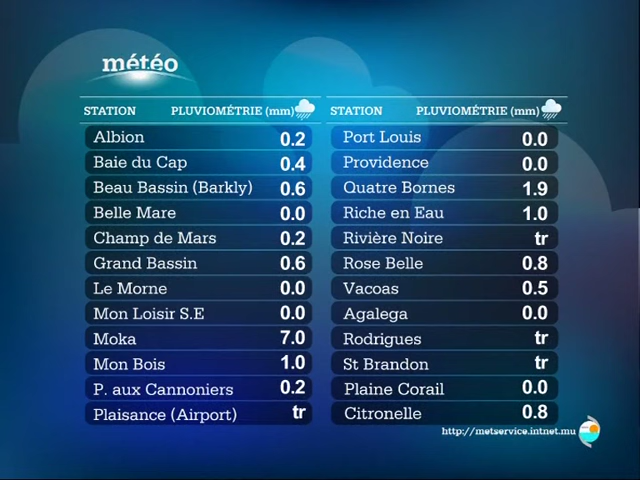 météo
STATION PLUVIOMÉTRIE (mm) STATION PLUVIOMÉTRIE (mm)
Albion 0.2 Port Louis 0.0
Baie du Cap 0.4 Providence 0.0
Beau Bassin (Barkly) 0.6 Quatre Bornes 1.9
Belle Mare 0.0 Riche en Eau 1.0
Champ de Mars 0.2 Rivière Noire tr
Grand Bassin 0.6 Rose Belle 0.8
Le Morne 0.0 Vacoas 0.5
Mon Loisir S.E 0.0 Agalega 0.0
Moka 7.0 Rodrigues tr
Mon Bois 1.0 St Brandon tr
P. aux Cannoniers 0.2 Plaine Corail 0.0
Plaisance (Airport) tr Citronelle 0.8
http://metservice.intnet.mu